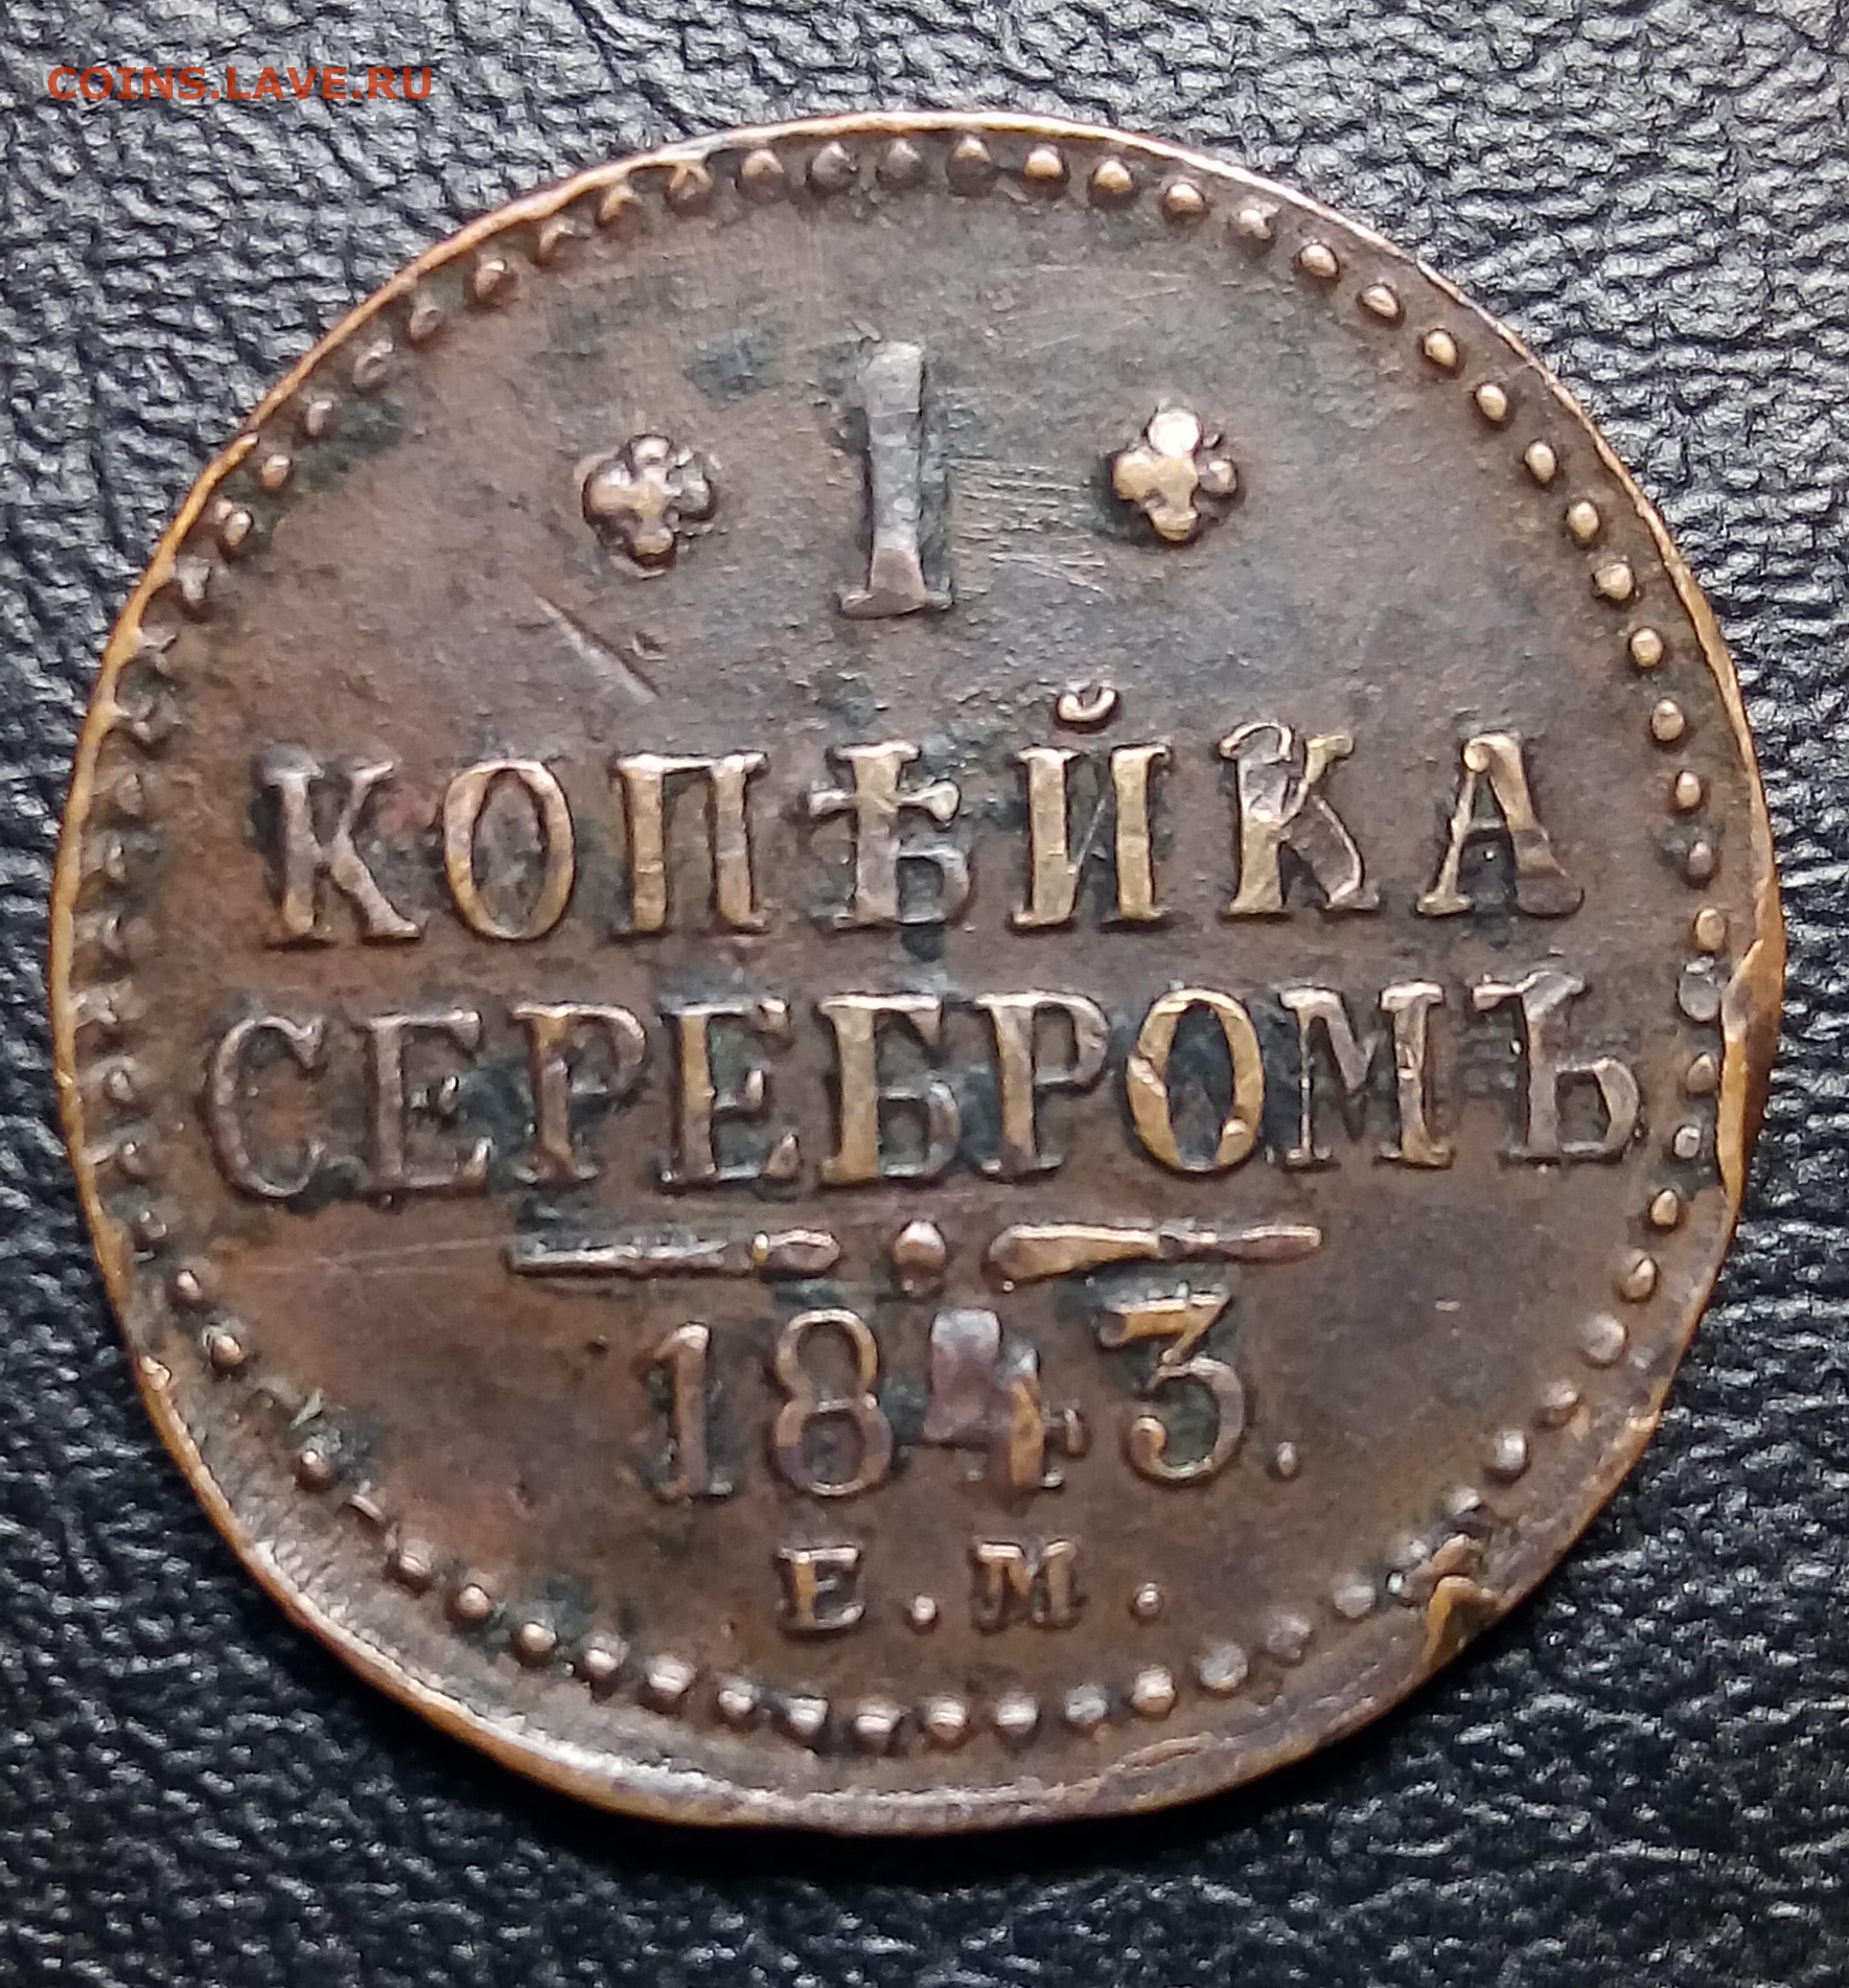 COINS.LAVE.RU
1
КОПѢЙКА
СЕРЕБРОМЪ
1843.
Е.М.